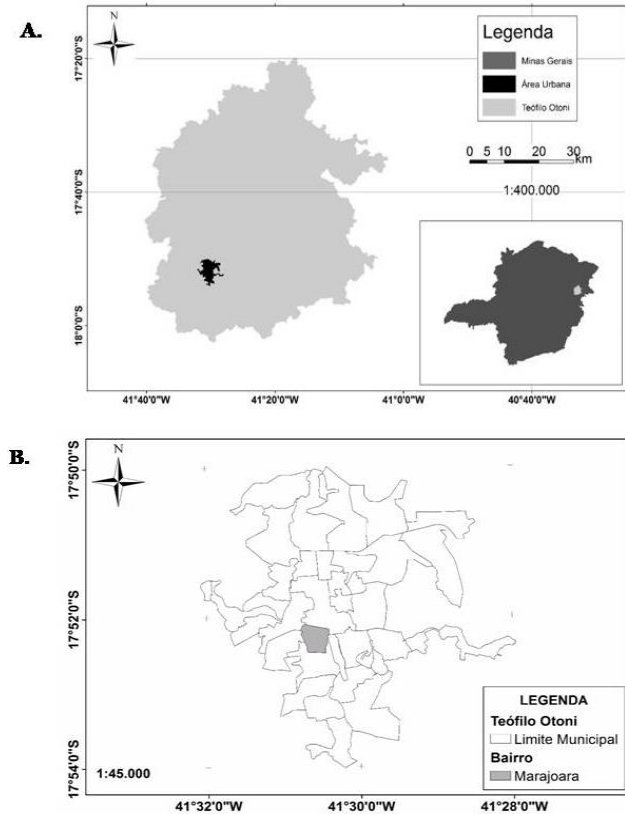 A.
N
Legenda
Minas Gerais
Área Urbana
Teófilo Otoni
0 5 10 20 30
km
1:400.000
17°20'0"S
17°40'0"S
18°0'0"S
41°40'0"W 41°20'0"W 41°0'0"W 40°40'0"W
B.
N
17°50'0"S
17°52'0"S
17°54'0"S
1:45.000
LEGENDA
Teófilo Otoni
Limite Municipal
Bairro
Marajoara
41°32'0"W 41°30'0"W 41°28'0"W